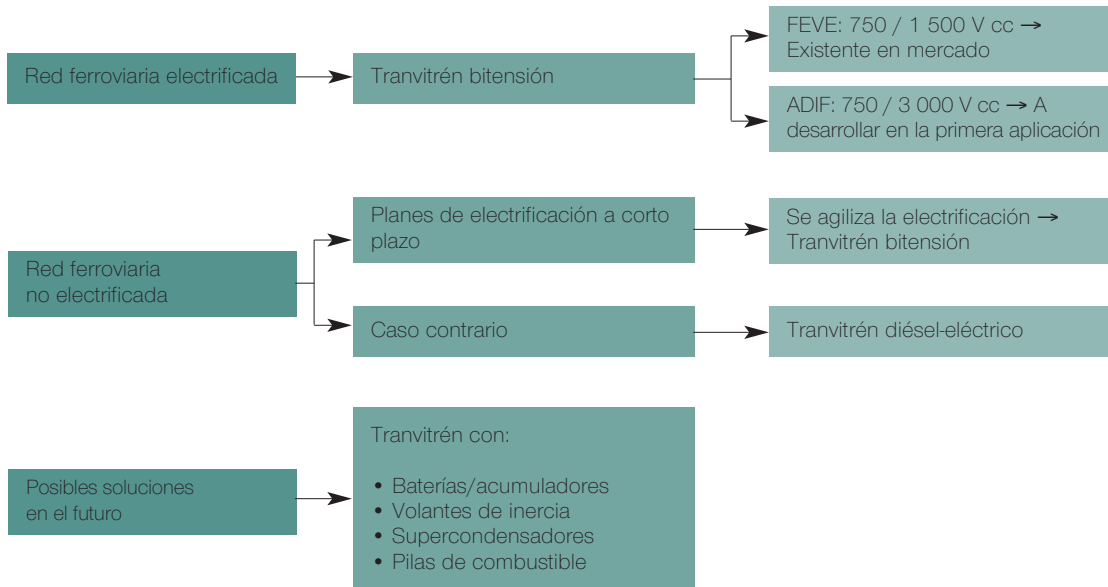 Red ferroviaria electrificada
Tranvitrén bitensión
FEVE: 750 / 1 500 V cc →
Existente en mercado
ADIF: 750 / 3 000 V cc → A
desarrollar en la primera aplicación
Red ferroviaria
no electrificada
Planes de electrificación a corto
plazo
Se agiliza la electrificación →
Tranvitrén bitensión
Caso contrario
Tranvitrén diésel-eléctrico
Posibles soluciones
en el futuro
Tranvitrén con:
• Baterías/acumuladores
• Volantes de inercia
• Supercondensadores
• Pilas de combustible